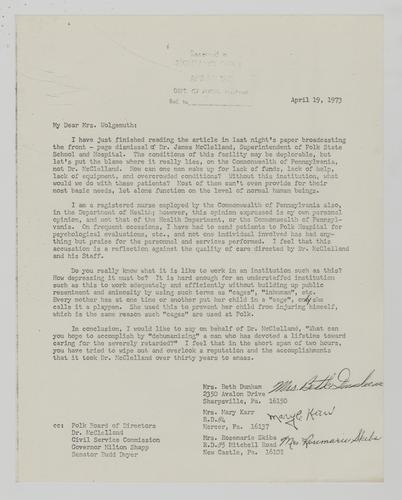 April 19, 1973
My Dear Mrs. Wolgemuth:
I have just finished reading the article in last night's paper broadcasting
the front - page dismissal of Dr. James McClelland, Superintendent of Polk State
School and Hospital. The conditions of this facility may be deplorable, but
let's put the blame where it really lies, on the Commonwealth of Pennsylvania,
not Dr. McClelland. How can one man make up for lack of funds, lack of help,
lack of equipment, and overcrowded conditions? Without this institution, what
would we do with these patients? Most of them can't even provide for their
most basic needs, let alone function on the level of normal human beings.
I am a registered nurse employed by the Commonwealth of Pennsylvania also,
in the Department of Health; however, this opinion expressed is my own personal
opinion, and not that of the Health Department, or the Commonwealth of Pennsyl-
vania. On frequent occasions, I have had to send patients to Polk Hospital for
psychological evaluations, etc., and not one individual involved has had any-
thing but praise for the personnel and services performed. I feel that this
accusation is a reflection against the quality of care directed by Dr. McClelland
and his Staff.
Do you really know what it is like to work in an institution such as this?
How depressing it must be? It is hard enough for an understaffed institution
such as this to work adequately and efficiently without building up public
resentment and animosity by using such terms as "cages", "inhuman", etc.
Every mother has at one time or another put her child in a "cage", only she
calls it a playpen. She used this to prevent her child from injuring himself,
which is the same reason such "cages" are used at Polk.
In conclusion, I would like to say on behalf of Dr. McClelland, "What can
you hope to accomplish by "dehumanizing" a man who has devoted a lifetime toward
caring for the severely retarded?" I feel that in the short span of two hours,
you have tried to wipe out and overlook a reputation and the accomplishments
that it took Dr. McClelland over thirty years to amass.
Mrs. Beth Dunham
2350 Avalon Drive
Sharpsville, Pa. 16150
Mrs. Beth Dunham
Mrs. Mary Karr
R.D.#4
Mercer, Pa. 16137
Mary E. Karr
Mrs. Rosemarie Skiba
R.D.#5 Mitchell Road
New Castle, Pa. 16102
Mrs. Rosemarie Skiba
cc: Polk Board of Directors
Dr. McClelland
Civil Service Commission
Governor Milton Shapp
Senator Budd Dwyer